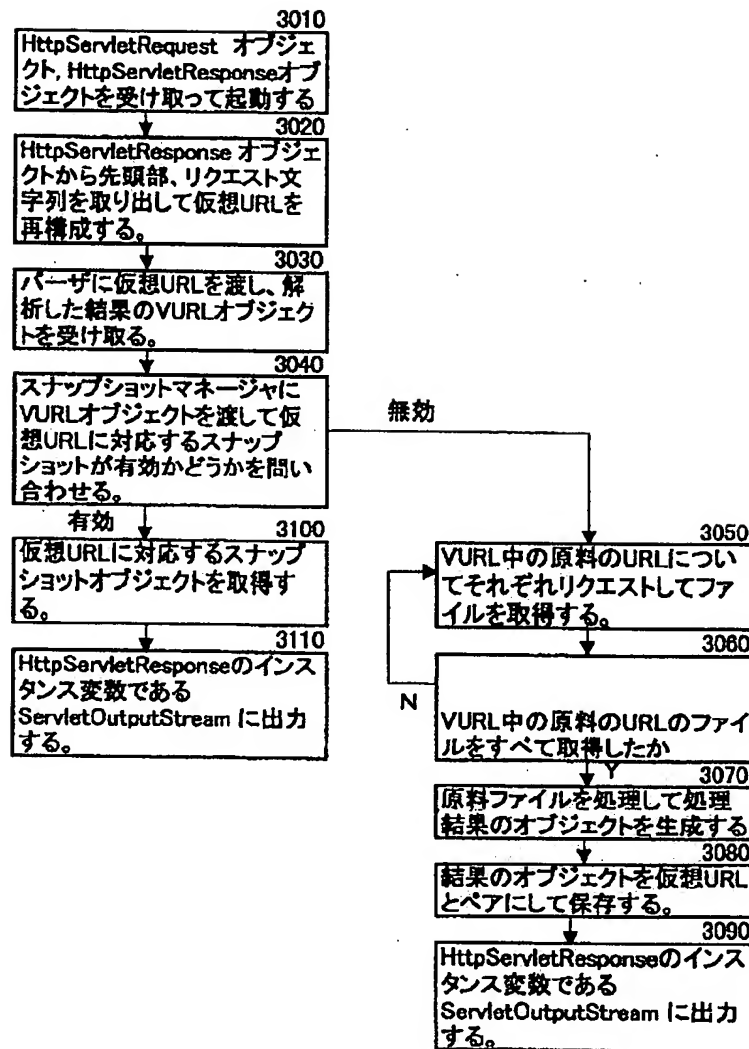 3010
HttpServletRequest オブジェ
クト, HttpServletResponseオブ
ジェクトを受け取って起動する
3020
HttpServletResponse オブジェ
クトから先頭部、リクエスト文
字列を取り出して仮想URLを
再構成する。
3030
パーザに仮想URLを渡し、解
析した結果のVURLオブジェク
トを受け取る。
3040
スナップショットマネージャに
VURLオブジェクトを渡して仮
想URLに対応するスナップ
ショットが有効かどうかを問い
合わせる。
無効
有効
3100
仮想URLに対応するスナップ
ショットオブジェクトを取得す
る。
3110
HttpServletResponseのインス
タンス変数である
ServletOutputStream に出力
する。
3050
VURL中の原料のURLについ
てそれぞれリクエストしてファ
イルを取得する。
3060
N
VURL中の原料のURLのファイ
ルをすべて取得したか
Y
3070
原料ファイルを処理して処理
結果のオブジェクトを生成する
3080
結果のオブジェクトを仮想URL
とペアにして保存する。
3090
HttpServletResponseのインス
タンス変数である
ServletOutputStream に出力
する。